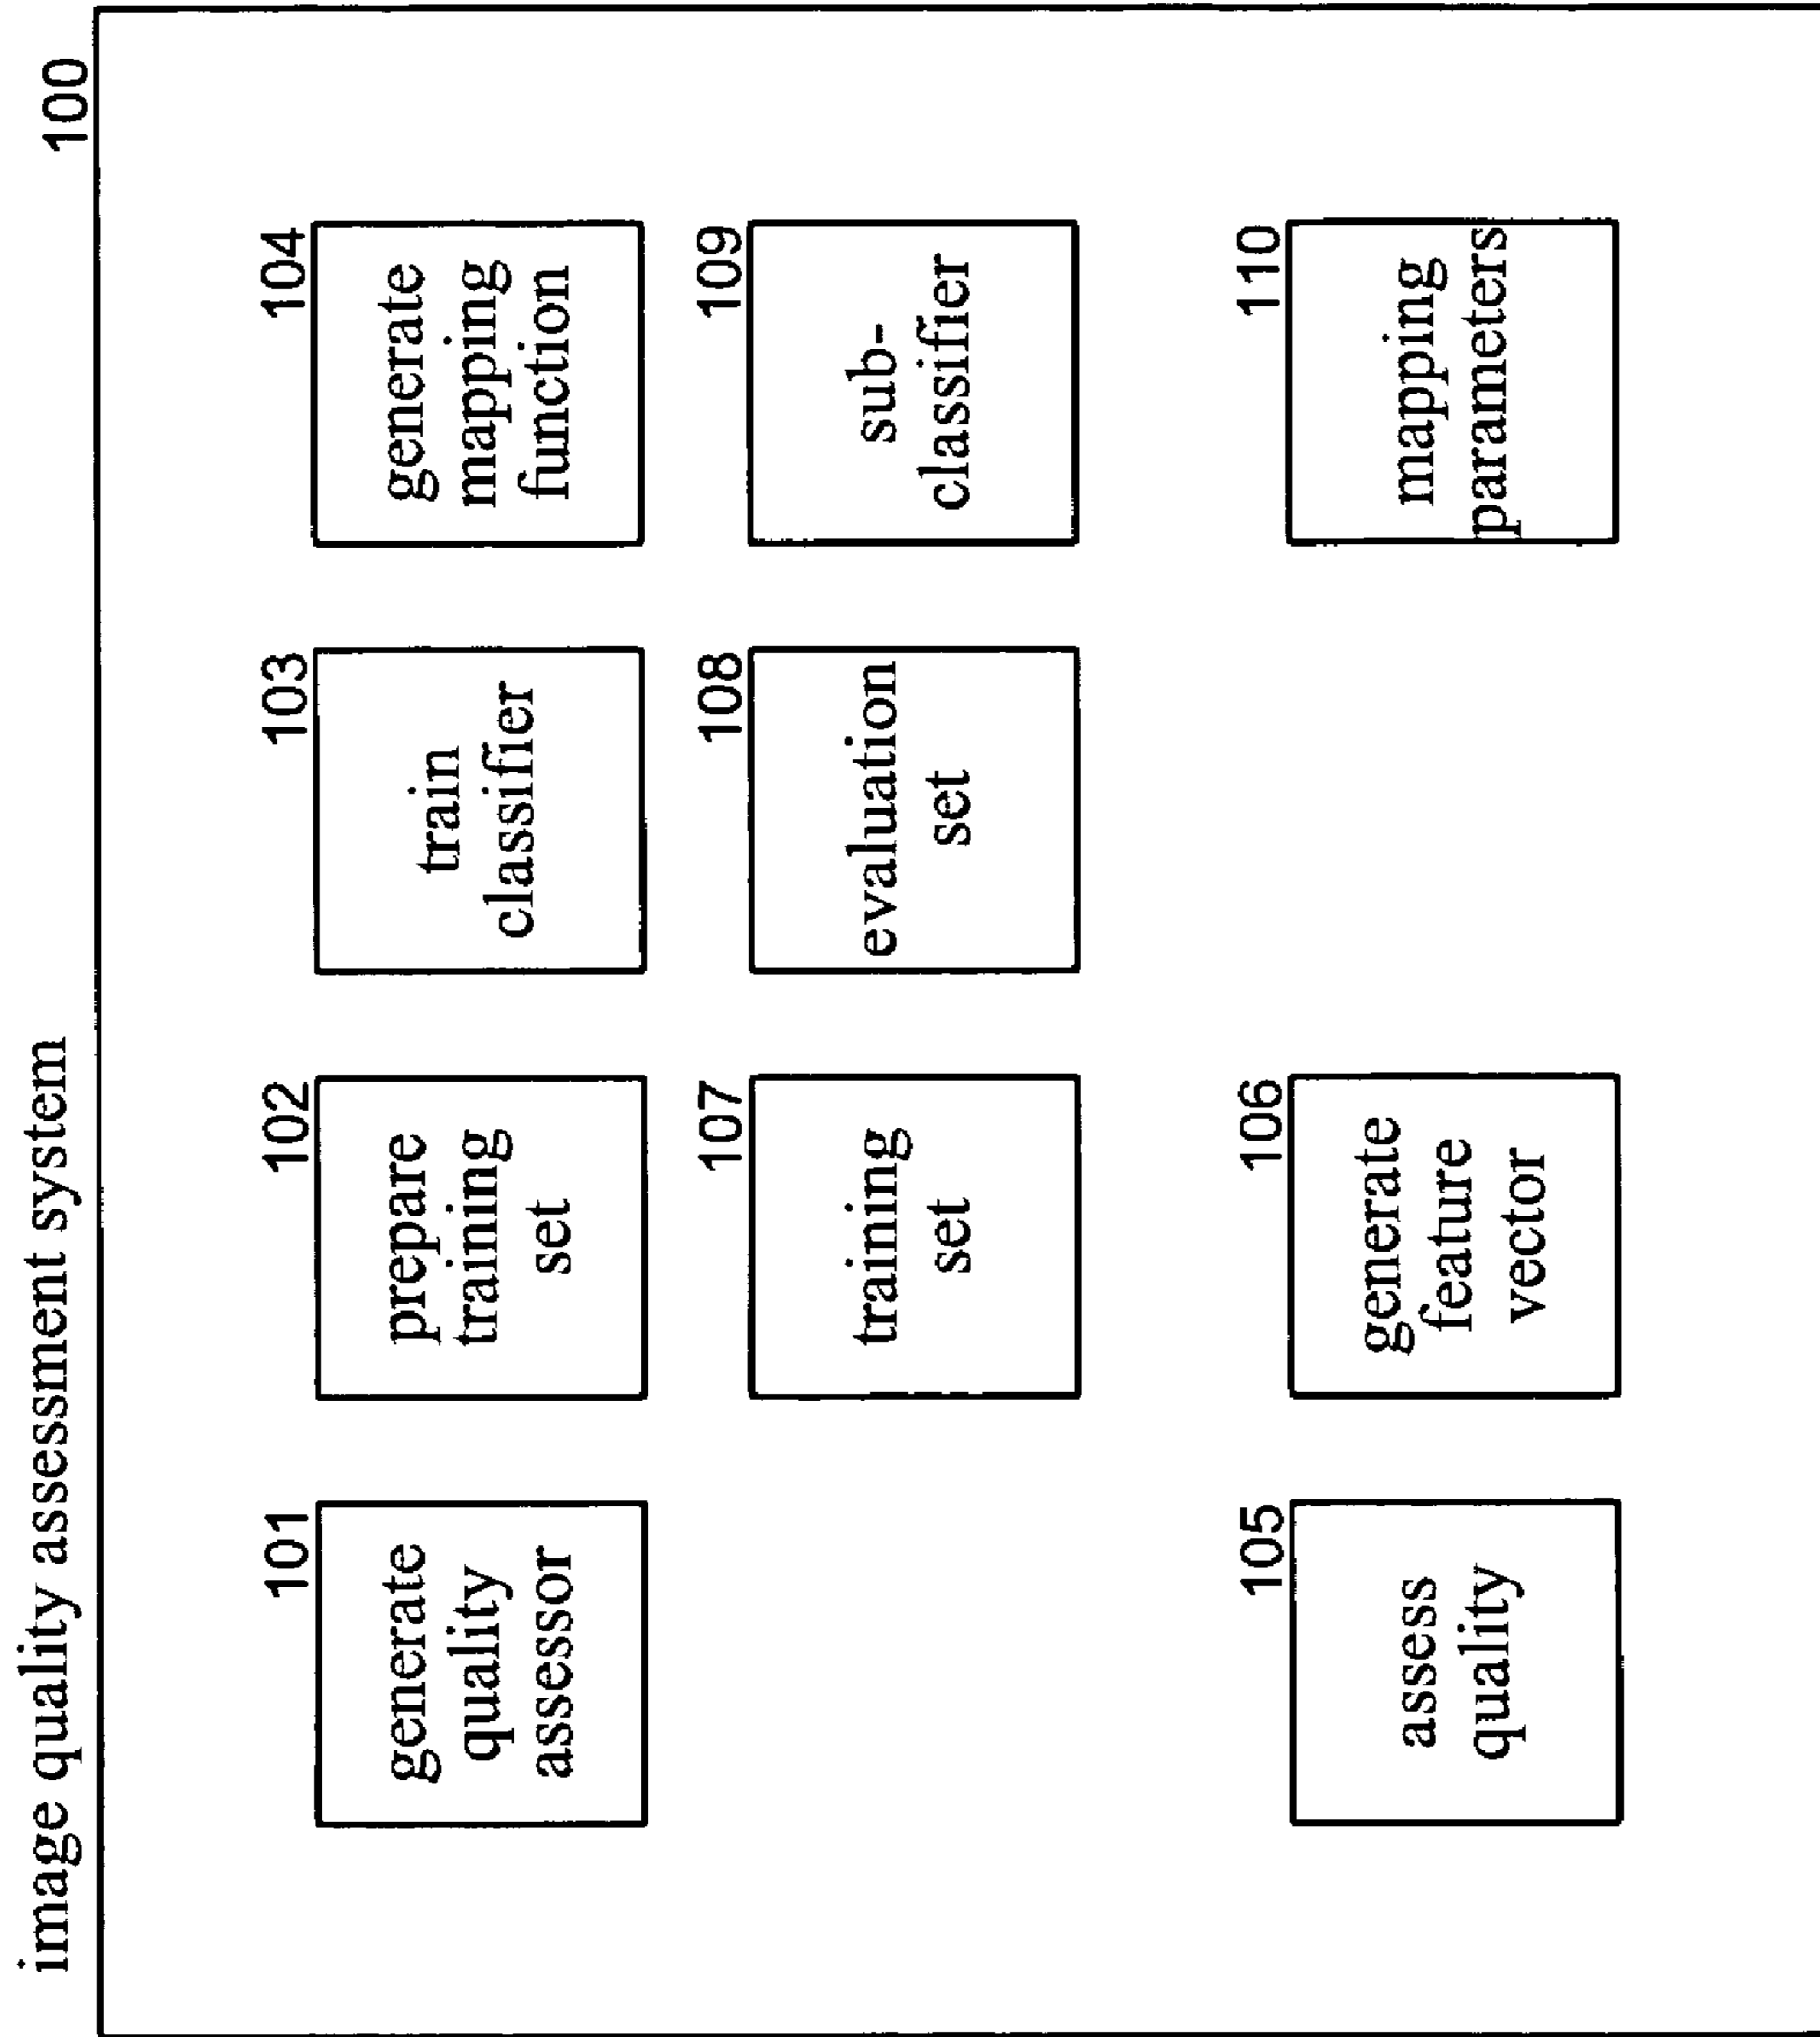 image quality assessment system
100
101
generate
quality
assessor
102
prepare
training
set
103
train
classifier
104
generate
mapping
function
107
training
set
108
evaluation
set
109
sub-
classifier
105
assess
quality
106
generate
feature
vector
110
mapping
parameters